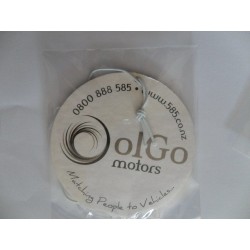 0800 888 585 • www.585.co.nz
olGo
motors
Matching People to Vehicles